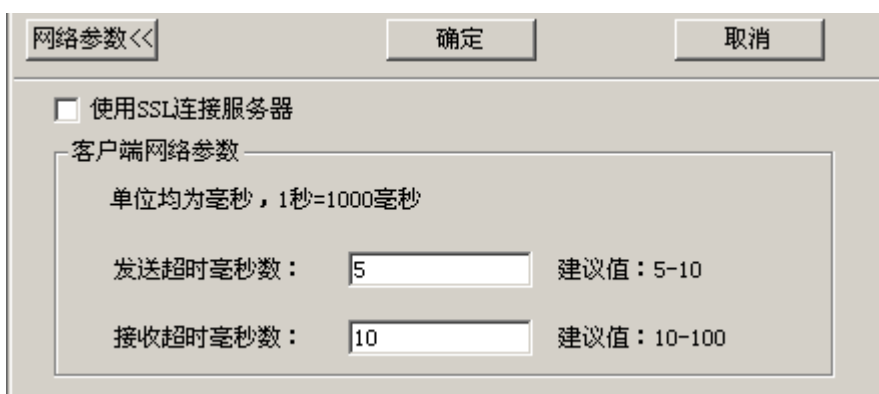 网络参数<< 确定 取消
使用SSL连接服务器
客户端网络参数
单位均为毫秒，1秒=1000毫秒
发送超时毫秒数： 5 建议值：5-10
接收超时毫秒数： 10 建议值：10-100